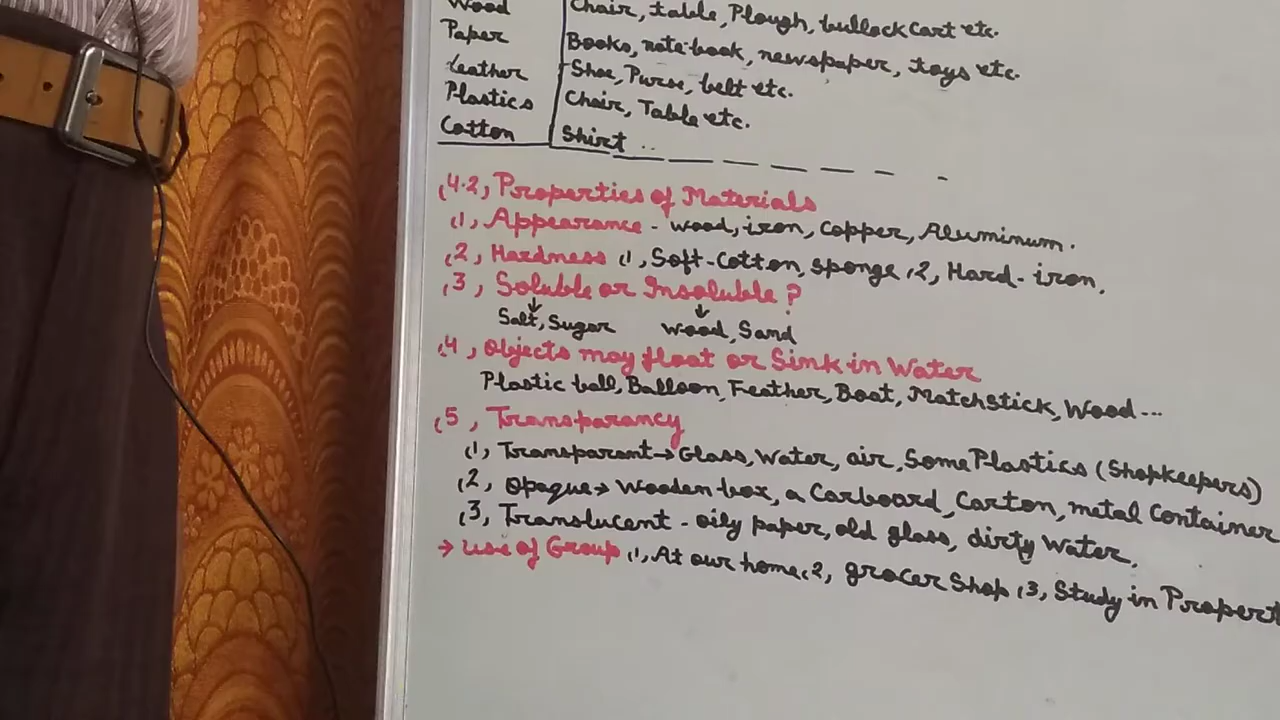 Wood Chair, table, Plough, bullock cart etc.
Paper Books, note-book, newspaper, toys etc.
Leather Shoe, Purse, belt etc.
Plastics Chair, Table etc.
Cotton Shirt ..
(4.2) Properties of Materials
(1) Appearance - wood, iron, copper, Aluminum.
(2) Hardness (1) Soft-Cotton, sponge (2) Hard - iron.
(3) Soluble or Insoluble?
Salt, Sugar Wood, Sand
(4) Objects may float or Sink in Water
Plastic ball, Balloon, Feather, Boat, Matchstick, Wood ...
(5) Transparancy
(1) Transparant → Glass, Water, air, Some Plastics (Shopkeepers)
(2) Opaque → Wooden box, a Carboard, Carton, metal Container
(3) Translucent - oily paper, old glass, dirty Water.
→ Use of Group (1) At our home (2) grocer Shop (3) Study in Propert